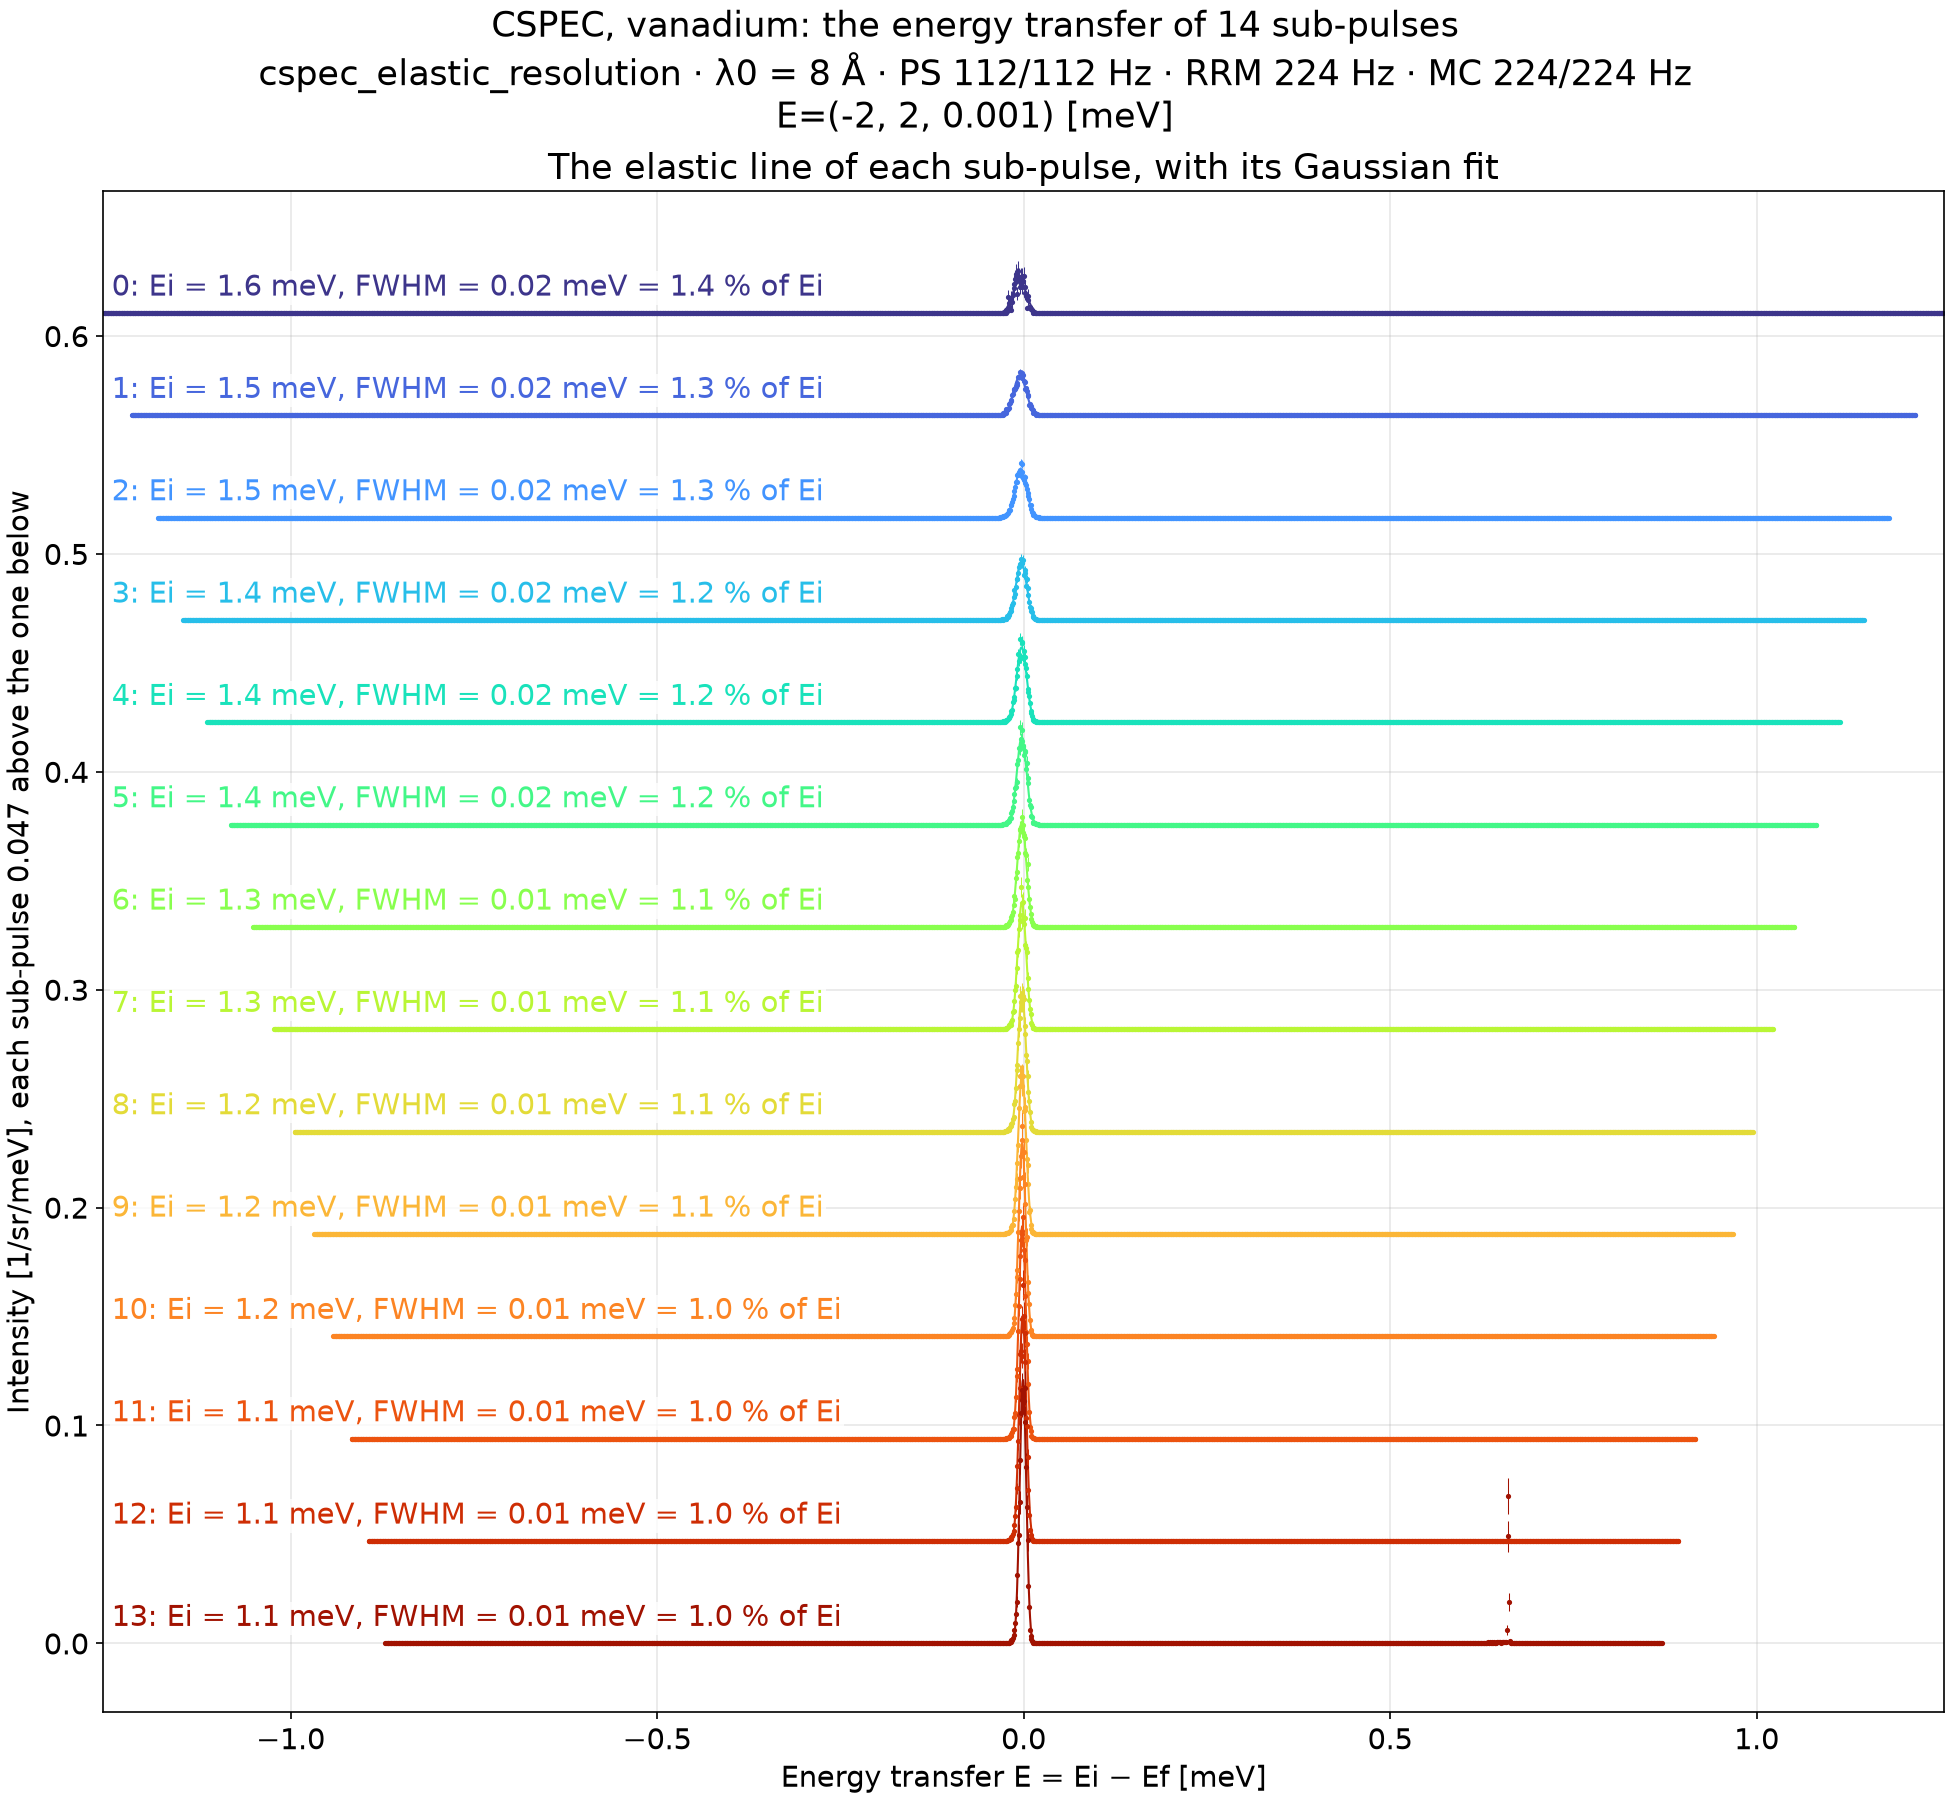 CSPEC, vanadium: the energy transfer of 14 sub-pulses
cspec_elastic_resolution · λ0 = 8 Å · PS 112/112 Hz · RRM 224 Hz · MC 224/224 Hz
E=(-2, 2, 0.001) [meV]
The elastic line of each sub-pulse, with its Gaussian fit
Intensity [1/sr/meV], each sub-pulse 0.047 above the one below
0: Ei = 1.6 meV, FWHM = 0.02 meV = 1.4 % of Ei
0.6
1: Ei = 1.5 meV, FWHM = 0.02 meV = 1.3 % of Ei
2: Ei = 1.5 meV, FWHM = 0.02 meV = 1.3 % of Ei
0.5
3: Ei = 1.4 meV, FWHM = 0.02 meV = 1.2 % of Ei
4: Ei = 1.4 meV, FWHM = 0.02 meV = 1.2 % of Ei
0.4
5: Ei = 1.4 meV, FWHM = 0.02 meV = 1.2 % of Ei
6: Ei = 1.3 meV, FWHM = 0.01 meV = 1.1 % of Ei
0.3
7: Ei = 1.3 meV, FWHM = 0.01 meV = 1.1 % of Ei
8: Ei = 1.2 meV, FWHM = 0.01 meV = 1.1 % of Ei
0.2
9: Ei = 1.2 meV, FWHM = 0.01 meV = 1.1 % of Ei
10: Ei = 1.2 meV, FWHM = 0.01 meV = 1.0 % of Ei
0.1
11: Ei = 1.1 meV, FWHM = 0.01 meV = 1.0 % of Ei
12: Ei = 1.1 meV, FWHM = 0.01 meV = 1.0 % of Ei
13: Ei = 1.1 meV, FWHM = 0.01 meV = 1.0 % of Ei
0.0
−1.0 −0.5 0.0 0.5 1.0
Energy transfer E = Ei − Ef [meV]